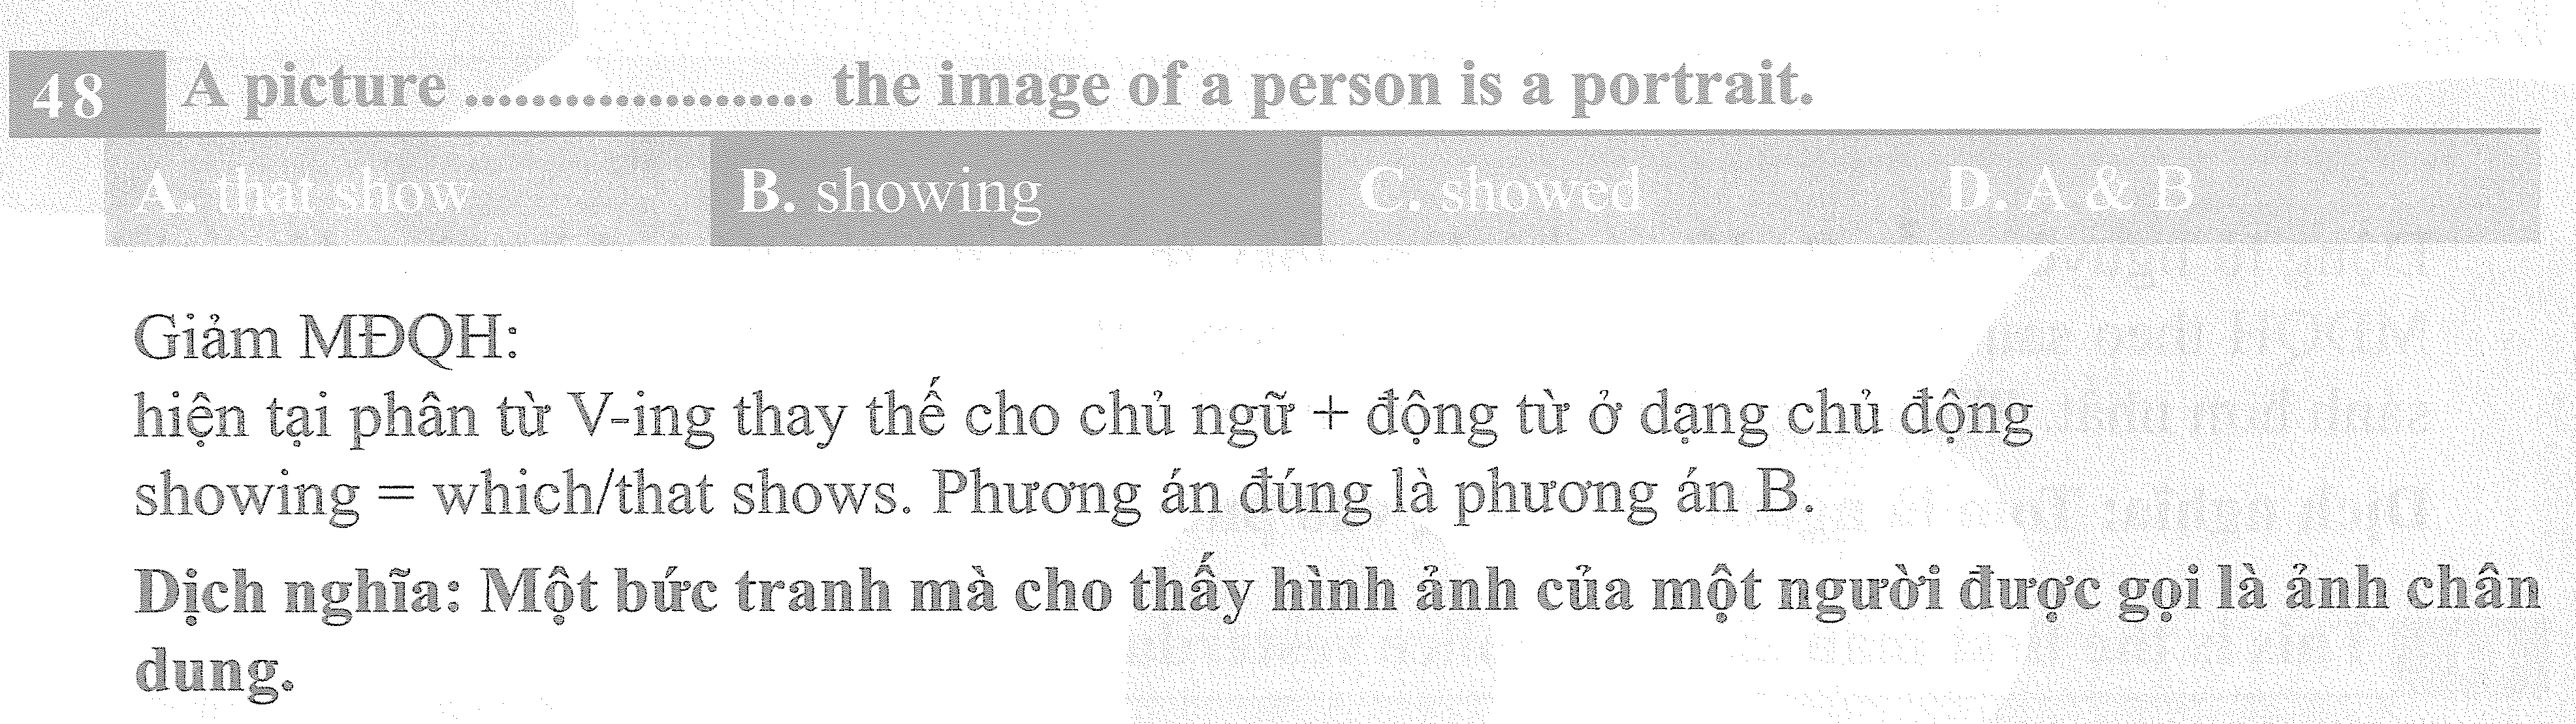 48 A picture ..................... the image of a person is a portrait.
A. that show B. showing C. showed D. A & B
Giảm MĐQH:
hiện tại phân từ V-ing thay thế cho chủ ngữ + động từ ở dạng chủ động
showing = which/that shows. Phương án đúng là phương án B.
Dịch nghĩa: Một bức tranh mà cho thấy hình ảnh của một người được gọi là ảnh chân
dung.